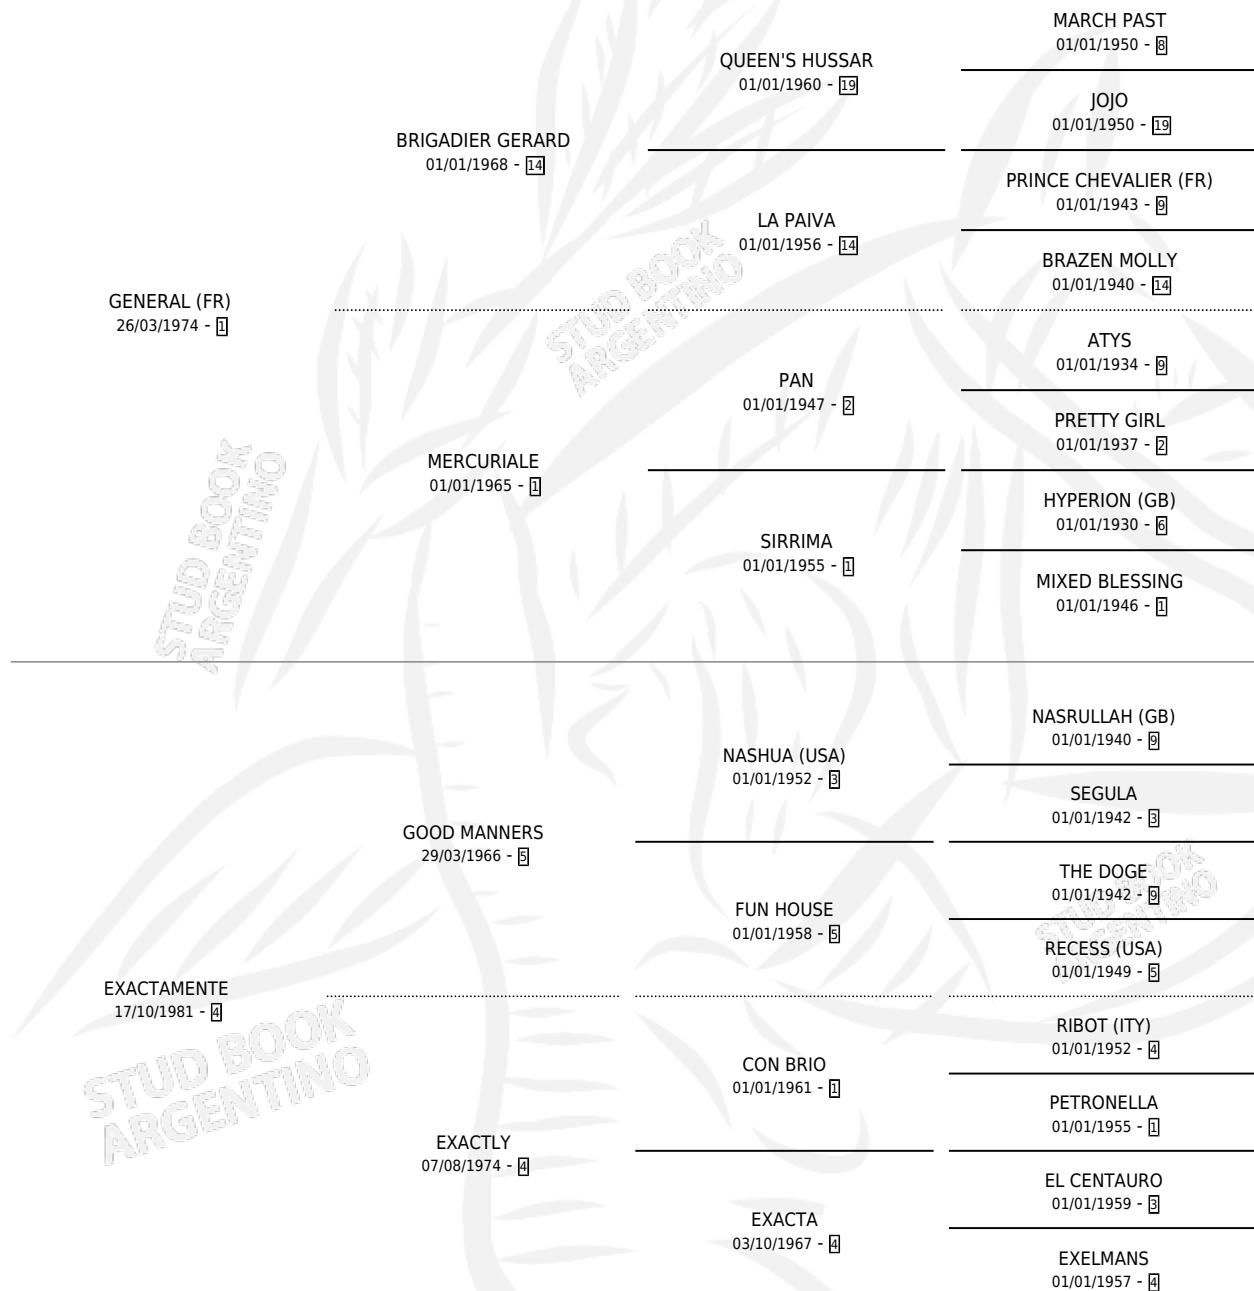 MARCH PAST
01/01/1950 - 8
QUEEN'S HUSSAR
01/01/1960 - 19
JOJO
01/01/1950 - 19
BRIGADIER GERARD
01/01/1968 - 14
PRINCE CHEVALIER (FR)
01/01/1943 - 9
LA PAIVA
01/01/1956 - 14
BRAZEN MOLLY
01/01/1940 - 14
GENERAL (FR)
26/03/1974 - 1
STUD BOOK
ARGENTINO
ATYS
01/01/1934 - 9
PAN
01/01/1947 - 2
PRETTY GIRL
01/01/1937 - 2
MERCURIALE
01/01/1965 - 1
HYPERION (GB)
01/01/1930 - 6
SIRRIMA
01/01/1955 - 1
MIXED BLESSING
01/01/1946 - 1
STUD BOOK
ARGENTINO
NASRULLAH (GB)
01/01/1940 - 9
NASHUA (USA)
01/01/1952 - 3
SEGULA
01/01/1942 - 3
GOOD MANNERS
29/03/1966 - 5
THE DOGE
01/01/1942 - 9
FUN HOUSE
01/01/1958 - 5
RECESS (USA)
01/01/1949 - 5
STUD BOOK
ARGENTINO
EXACTAMENTE
17/10/1981 - 4
RIBOT (ITY)
01/01/1952 - 4
CON BRIO
01/01/1961 - 1
PETRONELLA
01/01/1955 - 1
STUD BOOK
ARGENTINO
EXACTLY
07/08/1974 - 4
EL CENTAURO
01/01/1959 - 3
EXACTA
03/10/1967 - 4
EXELMANS
01/01/1957 - 4